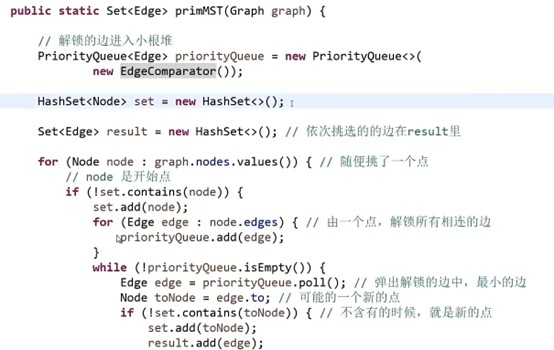 public static Set<Edge> primMST(Graph graph) {
// 解锁的边进入小根堆
PriorityQueue<Edge> priorityQueue = new PriorityQueue<>(
new EdgeComparator());
HashSet<Node> set = new HashSet<>();
Set<Edge> result = new HashSet<>(); // 依次挑选的的边在result里
for (Node node : graph.nodes.values()) { // 随便挑了一个点
// node 是开始点
if (!set.contains(node)) {
set.add(node);
for (Edge edge : node.edges) { // 由一个点，解锁所有相连的边
priorityQueue.add(edge);
}
while (!priorityQueue.isEmpty()) {
Edge edge = priorityQueue.poll(); // 弹出解锁的边中，最小的边
Node toNode = edge.to; // 可能的一个新的点
if (!set.contains(toNode)) { // 不含有的时候，就是新的点
set.add(toNode);
result.add(edge);